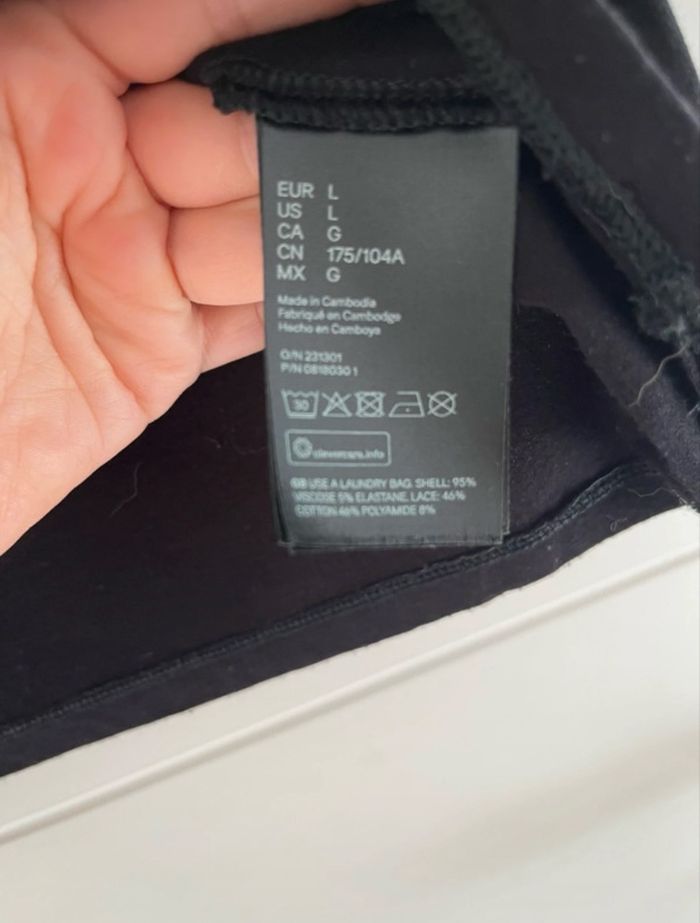 EUR L
US L
CA G
CN 175/104A
MX G
Made in Cambodia
Fabriqué en Cambodge
Hecho en Camboya
O/N 231301
P/N 0818030 1
30
clevercare.info
GB USE A LAUNDRY BAG. SHELL: 95%
VISCOSE 5% ELASTANE. LACE: 46%
COTTON 46% POLYAMIDE 8%